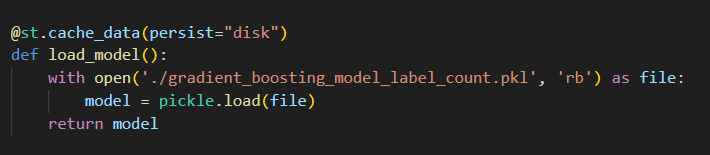 @st.cache_data(persist="disk")
def load_model():
    with open('./gradient_boosting_model_label_count.pkl', 'rb') as file:
        model = pickle.load(file)
    return model